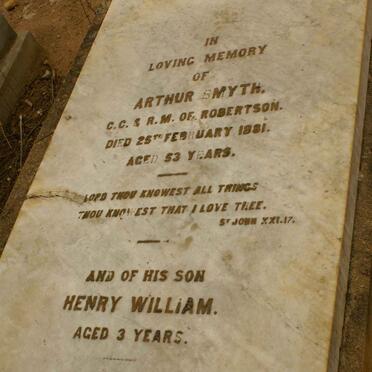 IN
LOVING MEMORY
OF
ARTHUR SMYTH,
C.C. & R.M. OF ROBERTSON.
DIED 25TH FEBRUARY 1881.
AGED 53 YEARS.
LORD THOU KNOWEST ALL THINGS
THOU KNOWEST THAT I LOVE THEE.
ST JOHN XXI.17.
AND OF HIS SON
HENRY WILLIAM.
AGED 3 YEARS.